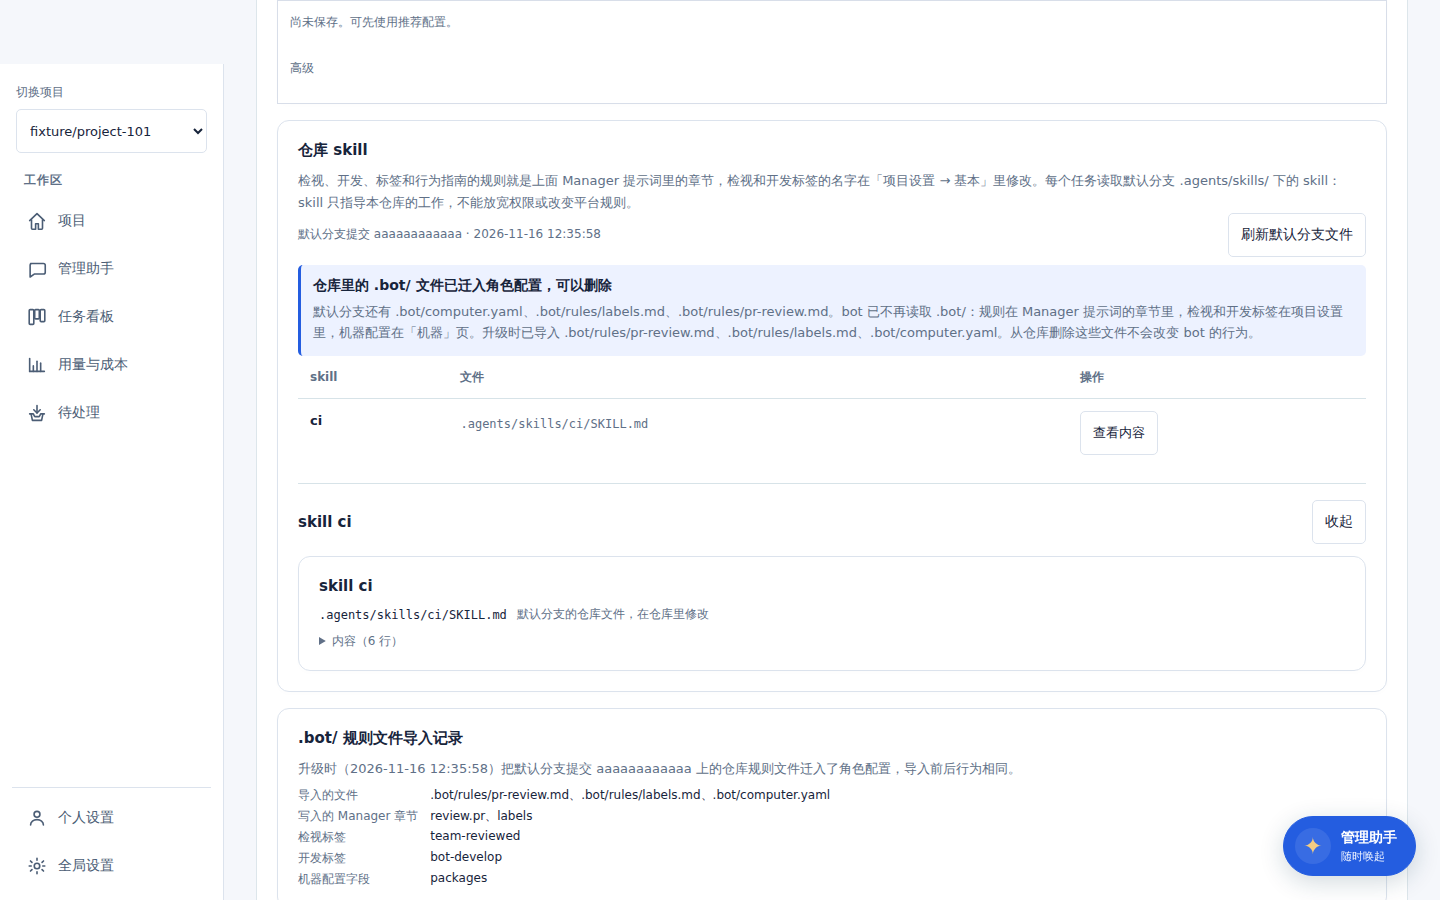 尚未保存。可先使用推荐配置。
高级
切换项目
fixture/project-101
工作区
项目
管理助手
任务看板
用量与成本
待处理
个人设置
全局设置
仓库 skill
检视、开发、标签和行为指南的规则就是上面 Manager 提示词里的章节，检视和开发标签的名字在「项目设置 → 基本」里修改。每个任务读取默认分支 .agents/skills/ 下的 skill：
skill 只指导本仓库的工作，不能放宽权限或改变平台规则。
默认分支提交 aaaaaaaaaaaa · 2026-11-16 12:35:58
刷新默认分支文件
仓库里的 .bot/ 文件已迁入角色配置，可以删除
默认分支还有 .bot/computer.yaml、.bot/rules/labels.md、.bot/rules/pr-review.md。bot 已不再读取 .bot/：规则在 Manager 提示词的章节里，检视和开发标签在项目设置
里，机器配置在「机器」页。升级时已导入 .bot/rules/pr-review.md、.bot/rules/labels.md、.bot/computer.yaml。从仓库删除这些文件不会改变 bot 的行为。
skill 文件 操作
ci .agents/skills/ci/SKILL.md 查看内容
skill ci
收起
skill ci
.agents/skills/ci/SKILL.md 默认分支的仓库文件，在仓库里修改
内容（6 行）
.bot/ 规则文件导入记录
升级时（2026-11-16 12:35:58）把默认分支提交 aaaaaaaaaaaa 上的仓库规则文件迁入了角色配置，导入前后行为相同。
导入的文件 .bot/rules/pr-review.md、.bot/rules/labels.md、.bot/computer.yaml
写入的 Manager 章节 review.pr、labels
检视标签 team-reviewed
开发标签 bot-develop
机器配置字段 packages
管理助手
随时唤起